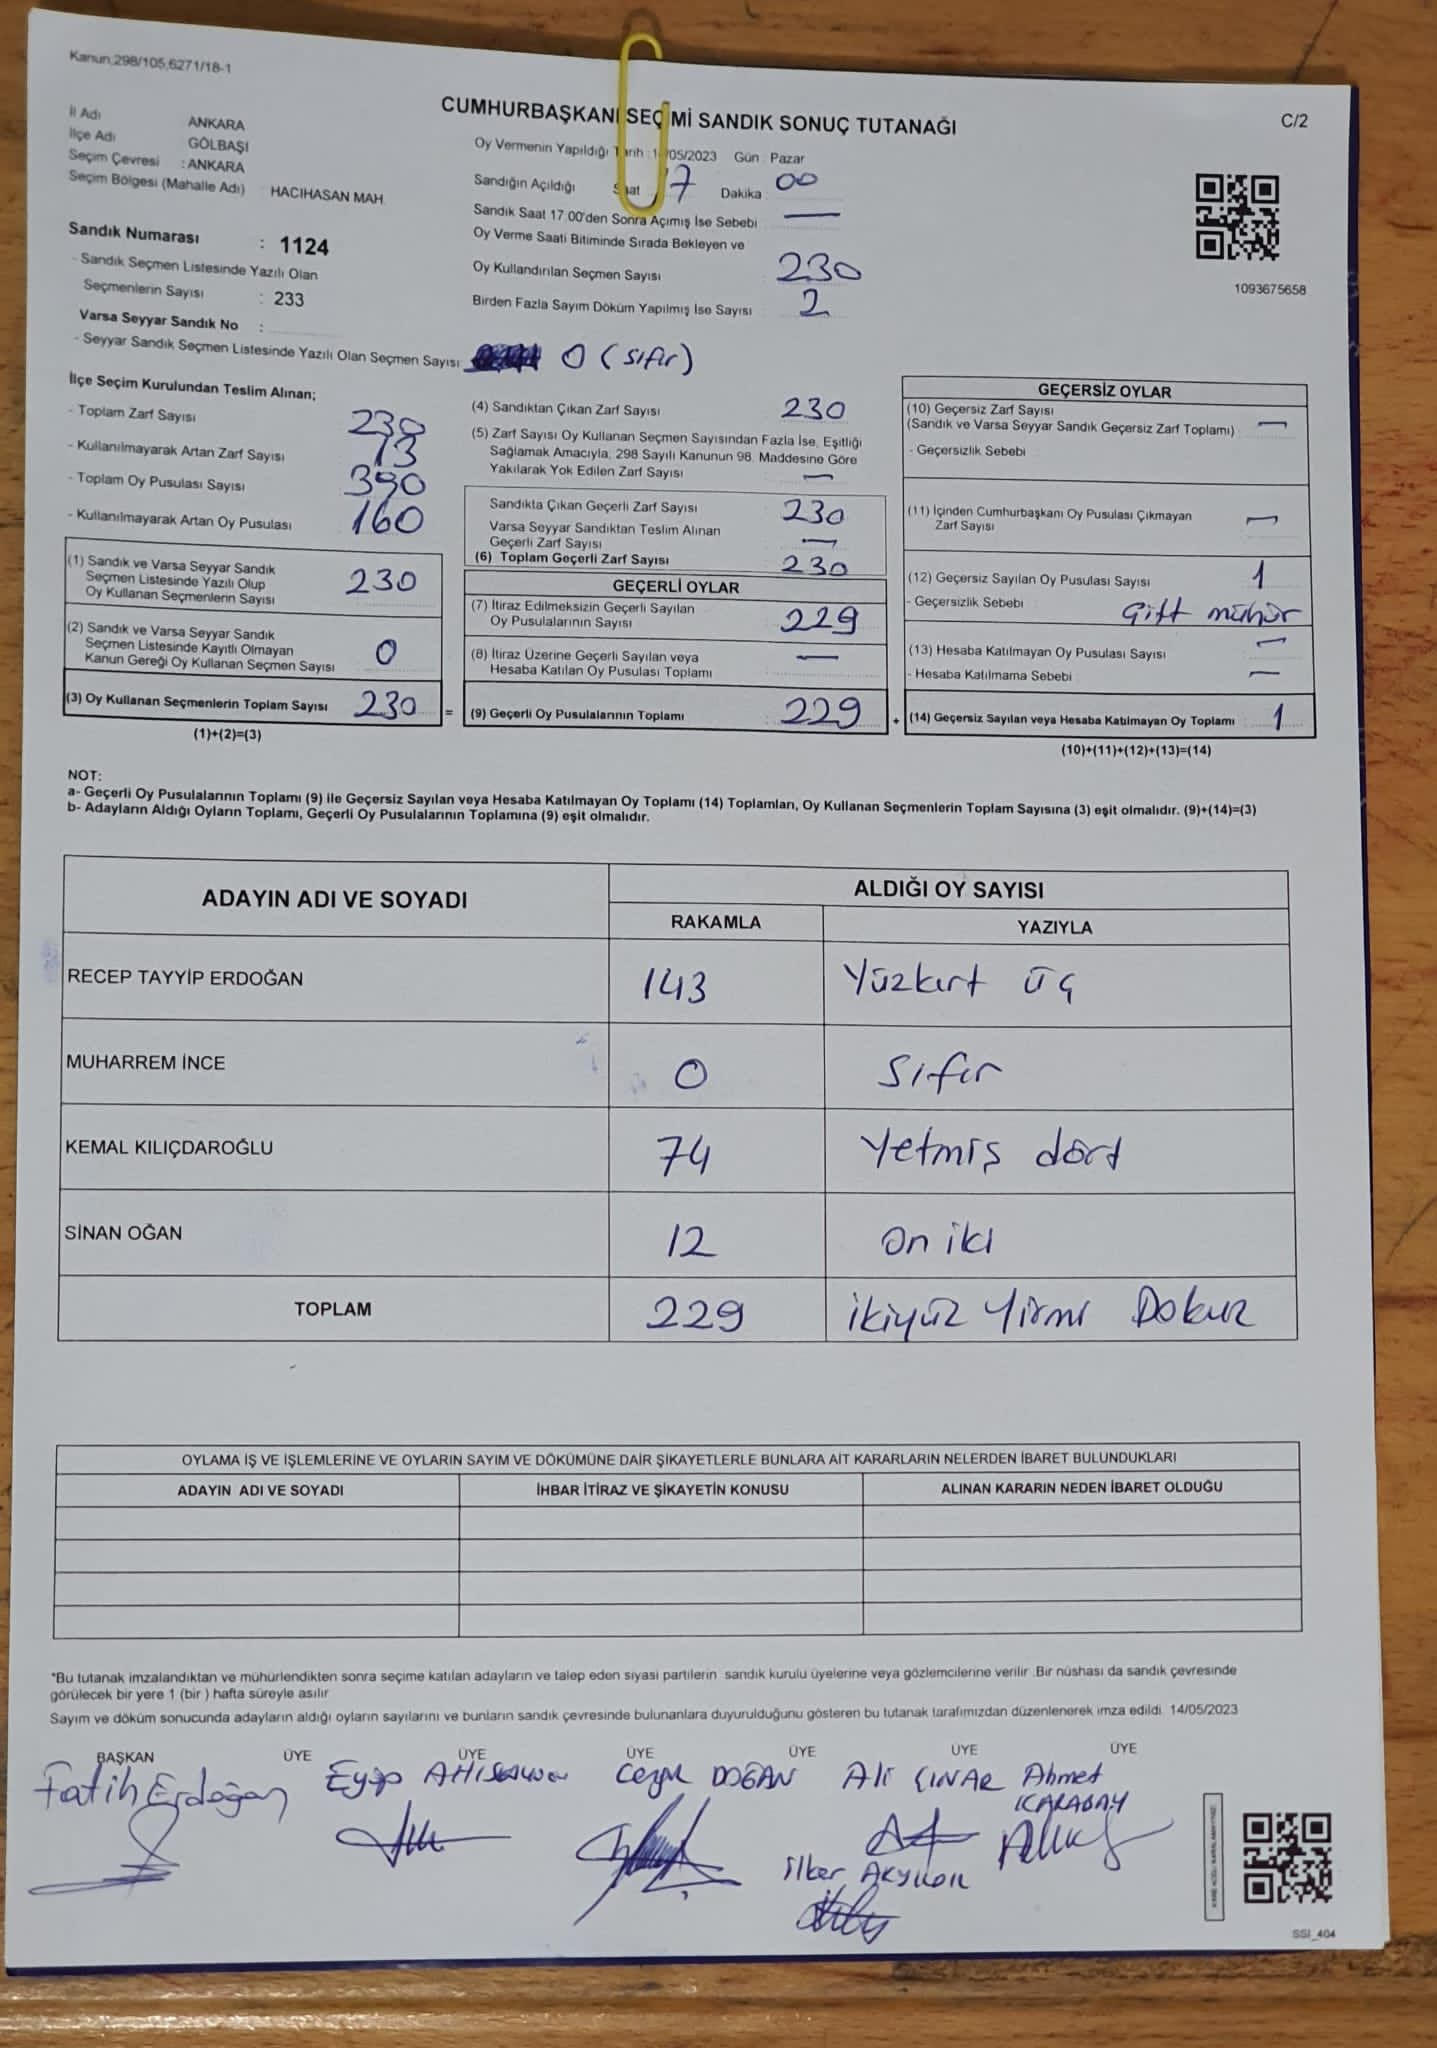 Kanun;298/105,6271/18-1
CUMHURBAŞKANI SEÇİMİ SANDIK SONUÇ TUTANAĞI
C/2
İl Adı ANKARA
İlçe Adı GÖLBAŞI
Seçim Çevresi : ANKARA
Seçim Bölgesi (Mahalle Adı) : HACIHASAN MAH.
Sandık Numarası : 1124
- Sandık Seçmen Listesinde Yazılı Olan
Seçmenlerin Sayısı : 233
Varsa Seyyar Sandık No :
- Seyyar Sandık Seçmen Listesinde Yazılı Olan Seçmen Sayısı 0 (sıfır)
Oy Vermenin Yapıldığı Tarih : 1 /05/2023 Gün : Pazar
Sandığın Açıldığı Saat 17 Dakika : 00
Sandık Saat 17.00'den Sonra Açımış İse Sebebi : —
Oy Verme Saati Bitiminde Sırada Bekleyen ve
Oy Kullandırılan Seçmen Sayısı : 230
Birden Fazla Sayım Döküm Yapılmış İse Sayısı : 2
1093675658
İlçe Seçim Kurulundan Teslim Alınan;
- Toplam Zarf Sayısı 230
- Kullanılmayarak Artan Zarf Sayısı 13
- Toplam Oy Pusulası Sayısı 390
- Kullanılmayarak Artan Oy Pusulası 160
(1) Sandık ve Varsa Seyyar Sandık
Seçmen Listesinde Yazılı Olup
Oy Kullanan Seçmenlerin Sayısı 230
(2) Sandık ve Varsa Seyyar Sandık
Seçmen Listesinde Kayıtlı Olmayan
Kanun Gereği Oy Kullanan Seçmen Sayısı 0
(3) Oy Kullanan Seçmenlerin Toplam Sayısı 230 =
(1)+(2)=(3)
(4) Sandıktan Çıkan Zarf Sayısı 230
(5) Zarf Sayısı Oy Kullanan Seçmen Sayısından Fazla İse, Eşitliği
Sağlamak Amacıyla; 298 Sayılı Kanunun 98. Maddesine Göre
Yakılarak Yok Edilen Zarf Sayısı —
Sandıkta Çıkan Geçerli Zarf Sayısı 230
Varsa Seyyar Sandıktan Teslim Alınan
Geçerli Zarf Sayısı —
(6) Toplam Geçerli Zarf Sayısı 230
GEÇERLİ OYLAR
(7) İtiraz Edilmeksizin Geçerli Sayılan
Oy Pusulalarının Sayısı 229
(8) İtiraz Üzerine Geçerli Sayılan veya
Hesaba Katılan Oy Pusulası Toplamı —
(9) Geçerli Oy Pusulalarının Toplamı 229 +
GEÇERSİZ OYLAR
(10) Geçersiz Zarf Sayısı
(Sandık ve Varsa Seyyar Sandık Geçersiz Zarf Toplamı) : —
- Geçersizlik Sebebi
(11) İçinden Cumhurbaşkanı Oy Pusulası Çıkmayan
Zarf Sayısı —
(12) Geçersiz Sayılan Oy Pusulası Sayısı 1
- Geçersizlik Sebebi Çift mühür
(13) Hesaba Katılmayan Oy Pusulası Sayısı —
- Hesaba Katılmama Sebebi —
(14) Geçersiz Sayılan veya Hesaba Katılmayan Oy Toplamı 1
(10)+(11)+(12)+(13)=(14)
NOT:
a- Geçerli Oy Pusulalarının Toplamı (9) ile Geçersiz Sayılan veya Hesaba Katılmayan Oy Toplamı (14) Toplamları, Oy Kullanan Seçmenlerin Toplam Sayısına (3) eşit olmalıdır. (9)+(14)=(3)
b- Adayların Aldığı Oyların Toplamı, Geçerli Oy Pusulalarının Toplamına (9) eşit olmalıdır.
ADAYIN ADI VE SOYADI ALDIĞI OY SAYISI
RAKAMLA YAZIYLA
RECEP TAYYİP ERDOĞAN 143 Yüzkırt üç
MUHARREM İNCE 0 sıfır
KEMAL KILIÇDAROĞLU 74 Yetmiş dört
SİNAN OĞAN 12 on iki
TOPLAM 229 ikiyüz Yirmi Dokuz
OYLAMA İŞ VE İŞLEMLERİNE VE OYLARIN SAYIM VE DÖKÜMÜNE DAİR ŞİKAYETLERLE BUNLARA AİT KARARLARIN NELERDEN İBARET BULUNDUKLARI
ADAYIN ADI VE SOYADI İHBAR İTİRAZ VE ŞİKAYETİN KONUSU ALINAN KARARIN NEDEN İBARET OLDUĞU
*Bu tutanak imzalandıktan ve mühürlendikten sonra seçime katılan adayların ve talep eden siyasi partilerin sandık kurulu üyelerine veya gözlemcilerine verilir .Bir nüshası da sandık çevresinde
görülecek bir yere 1 (bir ) hafta süreyle asılır
Sayım ve döküm sonucunda adayların aldığı oyların sayılarını ve bunların sandık çevresinde bulunanlara duyurulduğunu gösteren bu tutanak tarafımızdan düzenlenerek imza edildi. 14/05/2023
BAŞKAN ÜYE ÜYE ÜYE ÜYE ÜYE ÜYE
Fatih Erdoğan Eyüp DOĞAN Ali ÇINAR Ahmet
KARABAY
İlker
SSI_404